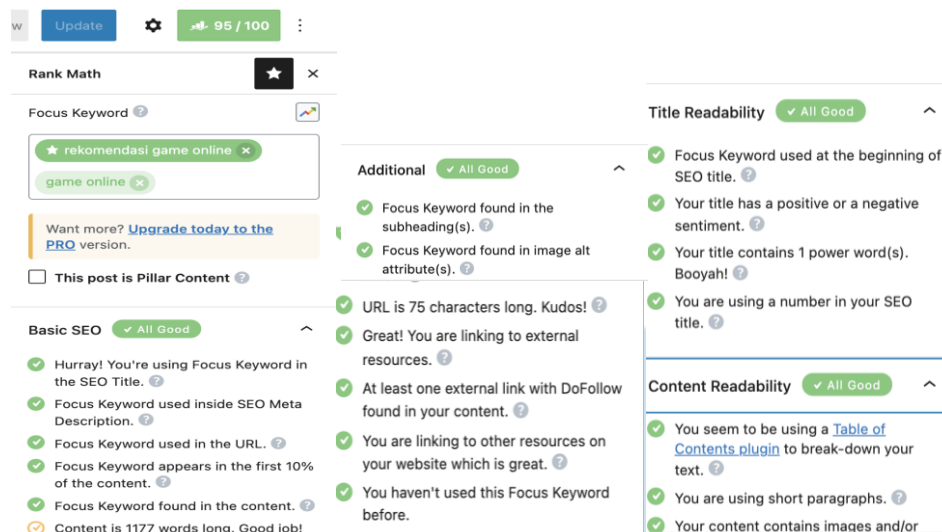 w
Update
95 / 100
Rank Math
Focus Keyword
rekomendasi game online
game online
Want more? Upgrade today to the
PRO version.
This post is Pillar Content
Basic SEO
All Good
Hurray! You're using Focus Keyword in
the SEO Title.
Focus Keyword used inside SEO Meta
Description.
Focus Keyword used in the URL.
Focus Keyword appears in the first 10%
of the content.
Focus Keyword found in the content.
Content is 1177 words long. Good job!
Additional
All Good
Focus Keyword found in the
subheading(s).
Focus Keyword found in image alt
attribute(s).
URL is 75 characters long. Kudos!
Great! You are linking to external
resources.
At least one external link with DoFollow
found in your content.
You are linking to other resources on
your website which is great.
You haven't used this Focus Keyword
before.
Title Readability
All Good
Focus Keyword used at the beginning of
SEO title.
Your title has a positive or a negative
sentiment.
Your title contains 1 power word(s).
Booyah!
You are using a number in your SEO
title.
Content Readability
All Good
You seem to be using a Table of
Contents plugin to break-down your
text.
You are using short paragraphs.
Your content contains images and/or